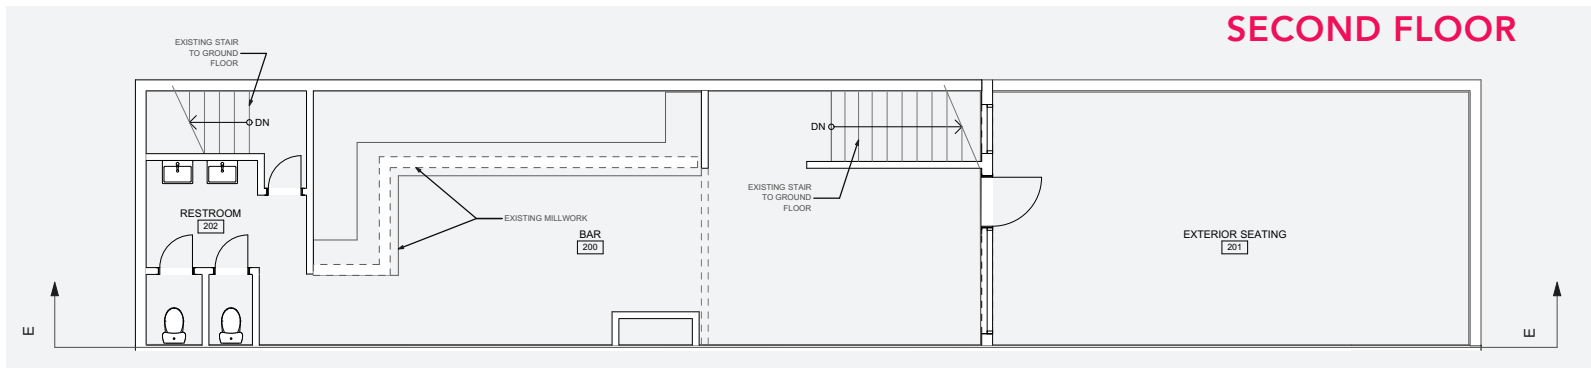 SECOND FLOOR
EXISTING STAIR
TO GROUND
FLOOR
DN
DN
EXISTING STAIR
TO GROUND
FLOOR
RESTROOM
202
EXISTING MILLWORK
BAR
200
EXTERIOR SEATING
201
E
E